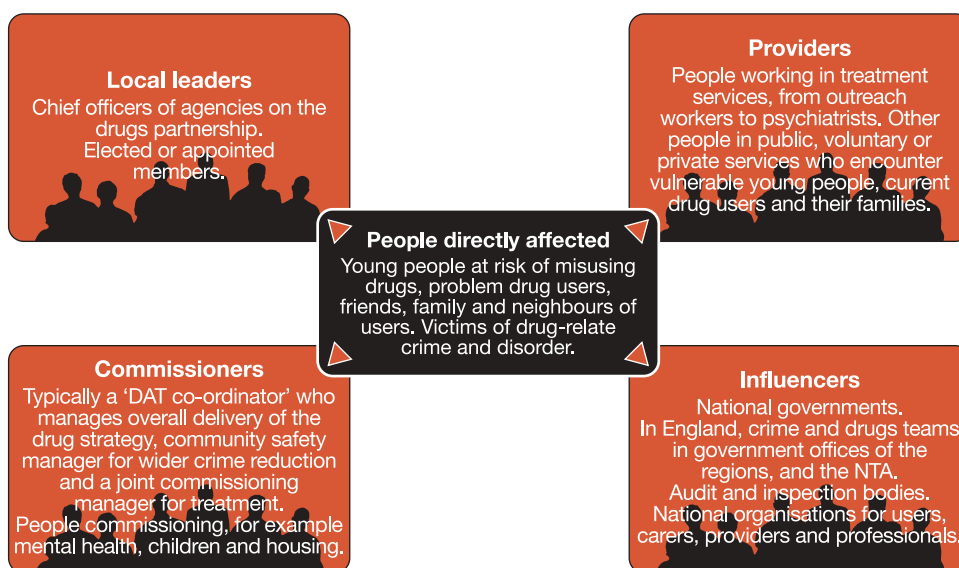 Local leaders
Chief officers of agencies on the
drugs partnership.
Elected or appointed
members.
Providers
People working in treatment
services, from outreach
workers to psychiatrists. Other
people in public, voluntary or
private services who encounter
vulnerable young people, current
drug users and their families.
People directly affected
Young people at risk of misusing
drugs, problem drug users,
friends, family and neighbours of
users. Victims of drug-relate
crime and disorder.
Commissioners
Typically a ‘DAT co-ordinator’ who
manages overall delivery of the
drug strategy, community safety
manager for wider crime reduction
and a joint commissioning
manager for treatment.
People commissioning, for example
mental health, children and housing.
Influencers
National governments.
In England, crime and drugs teams
in government offices of the
regions, and the NTA.
Audit and inspection bodies.
National organisations for users,
carers, providers and professionals.